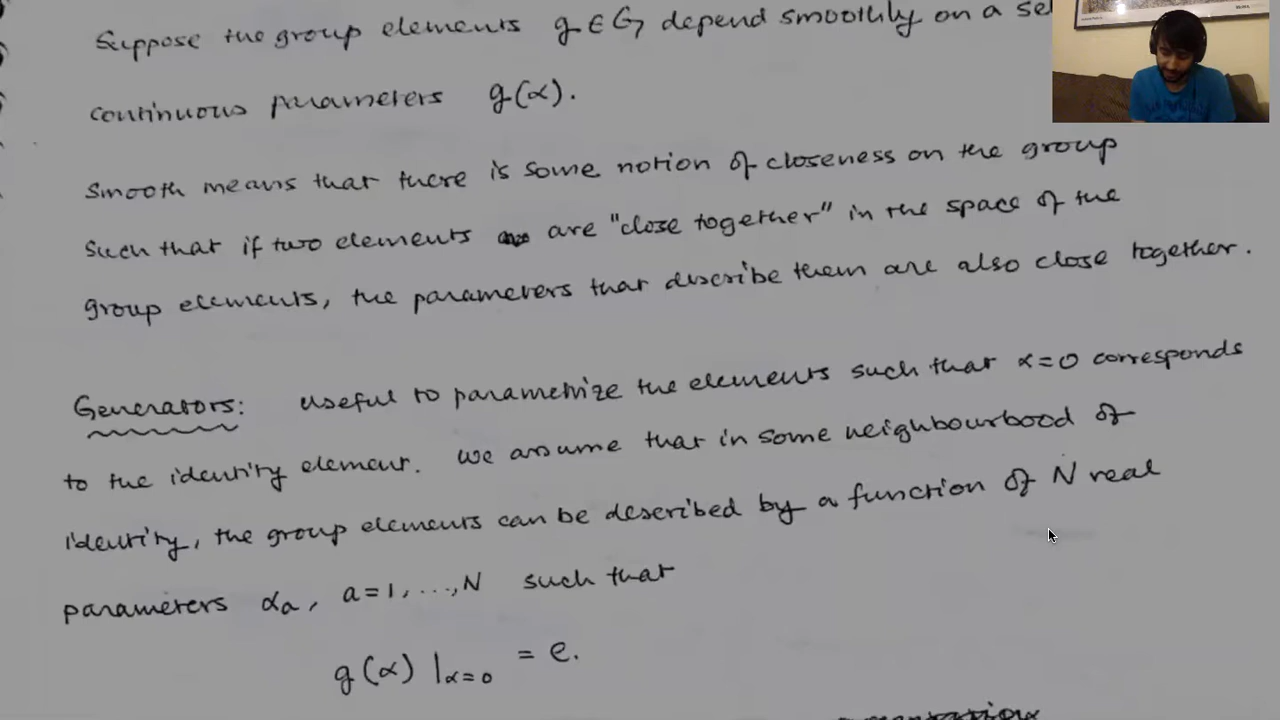 Suppose the group elements g ∈ G depend smoothly on a se
continuous parameters g(α).
Smooth means that there is some notion of closeness on the group
such that if two elements are "close together" in the space of the
group elements, the parameters that describe them are also close together.
Generators: useful to parametrize the elements such that α=0 corresponds
to the identity element. We assume that in some neighbourhood of
identity, the group elements can be described by a function of N real
parameters αₐ, a=1,...,N such that
g(α)|α=0 = e.